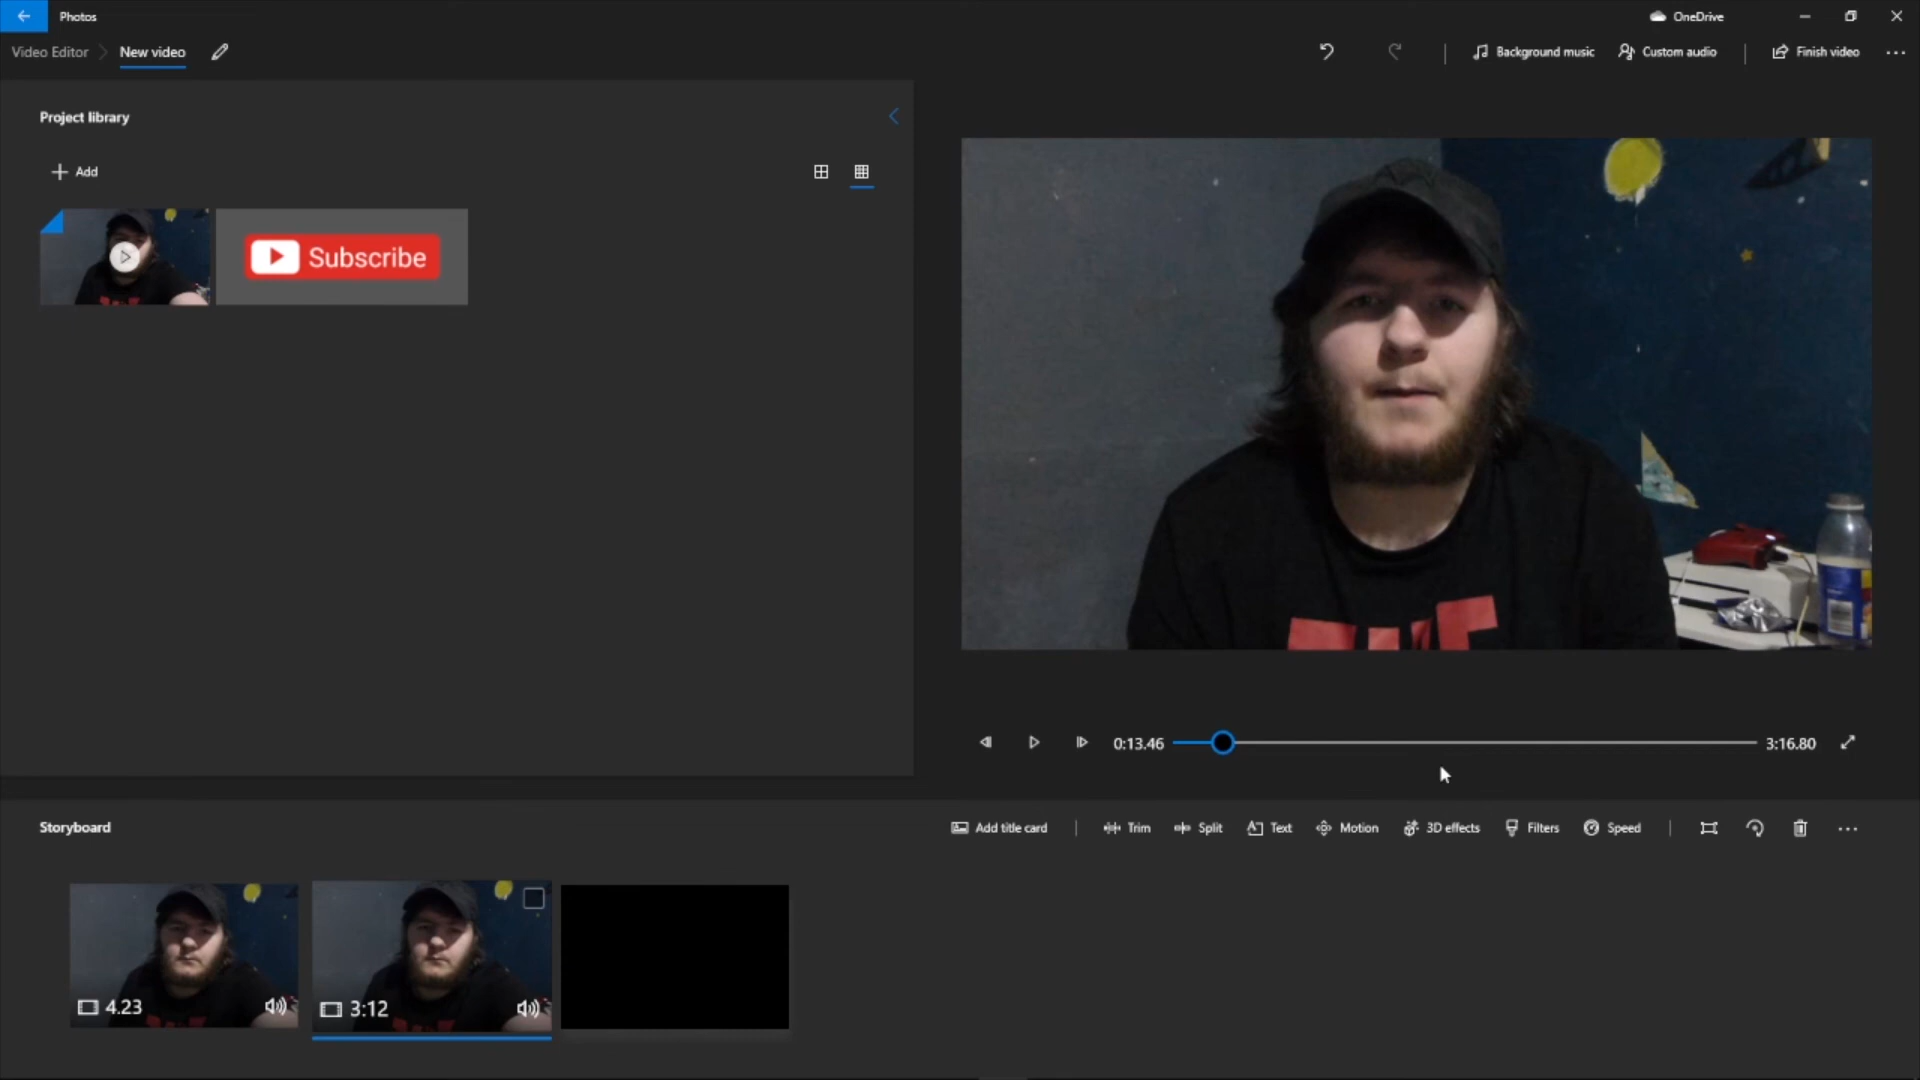 Photos
OneDrive
Video Editor
New video
Background music
Custom audio
Finish video
Project library
Add
Subscribe
0:13.46
3:16.80
Storyboard
Add title card
Trim
Split
Text
Motion
3D effects
Filters
Speed
4.23
3:12